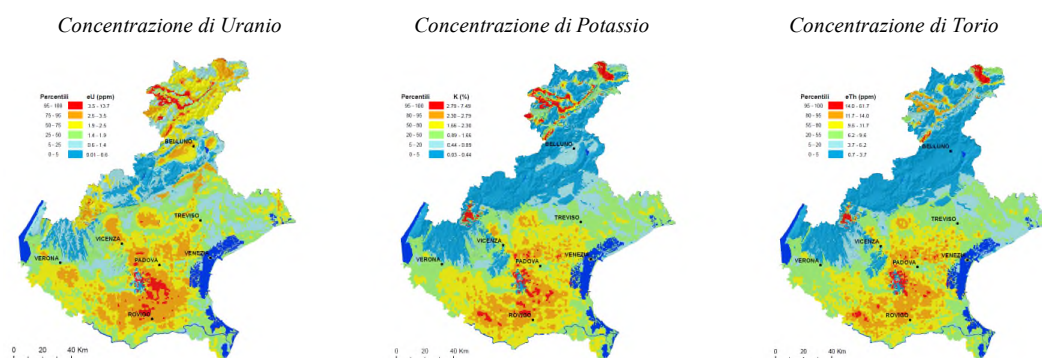 Concentrazione di Uranio
Percentili eU (ppm)
95 - 100 3.5 - 13.7
75 - 95 2.5 - 3.5
50 - 75 1.9 - 2.5
25 - 50 1.4 - 1.9
5 - 25 0.6 - 1.4
0 - 5 0.01 - 0.6
BELLUNO
TREVISO
VICENZA
VENEZIA
VERONA
PADOVA
ROVIGO
0 20 40 Km
Concentrazione di Potassio
Percentili K (%)
95 - 100 2.79 - 7.49
80 - 95 2.30 - 2.79
50 - 80 1.66 - 2.30
20 - 50 0.89 - 1.66
5 - 20 0.44 - 0.89
0 - 5 0.03 - 0.44
BELLUNO
TREVISO
VICENZA
VENEZIA
VERONA
PADOVA
ROVIGO
0 20 40 Km
Concentrazione di Torio
Percentili eTh (ppm)
95 - 100 14.0 - 51.7
80 - 95 11.7 - 14.0
55 - 80 9.6 - 11.7
20 - 55 6.2 - 9.6
5 - 20 3.7 - 6.2
0 - 5 0.7 - 3.7
BELLUNO
TREVISO
VICENZA
VENEZIA
VERONA
PADOVA
ROVIGO
0 20 40 Km